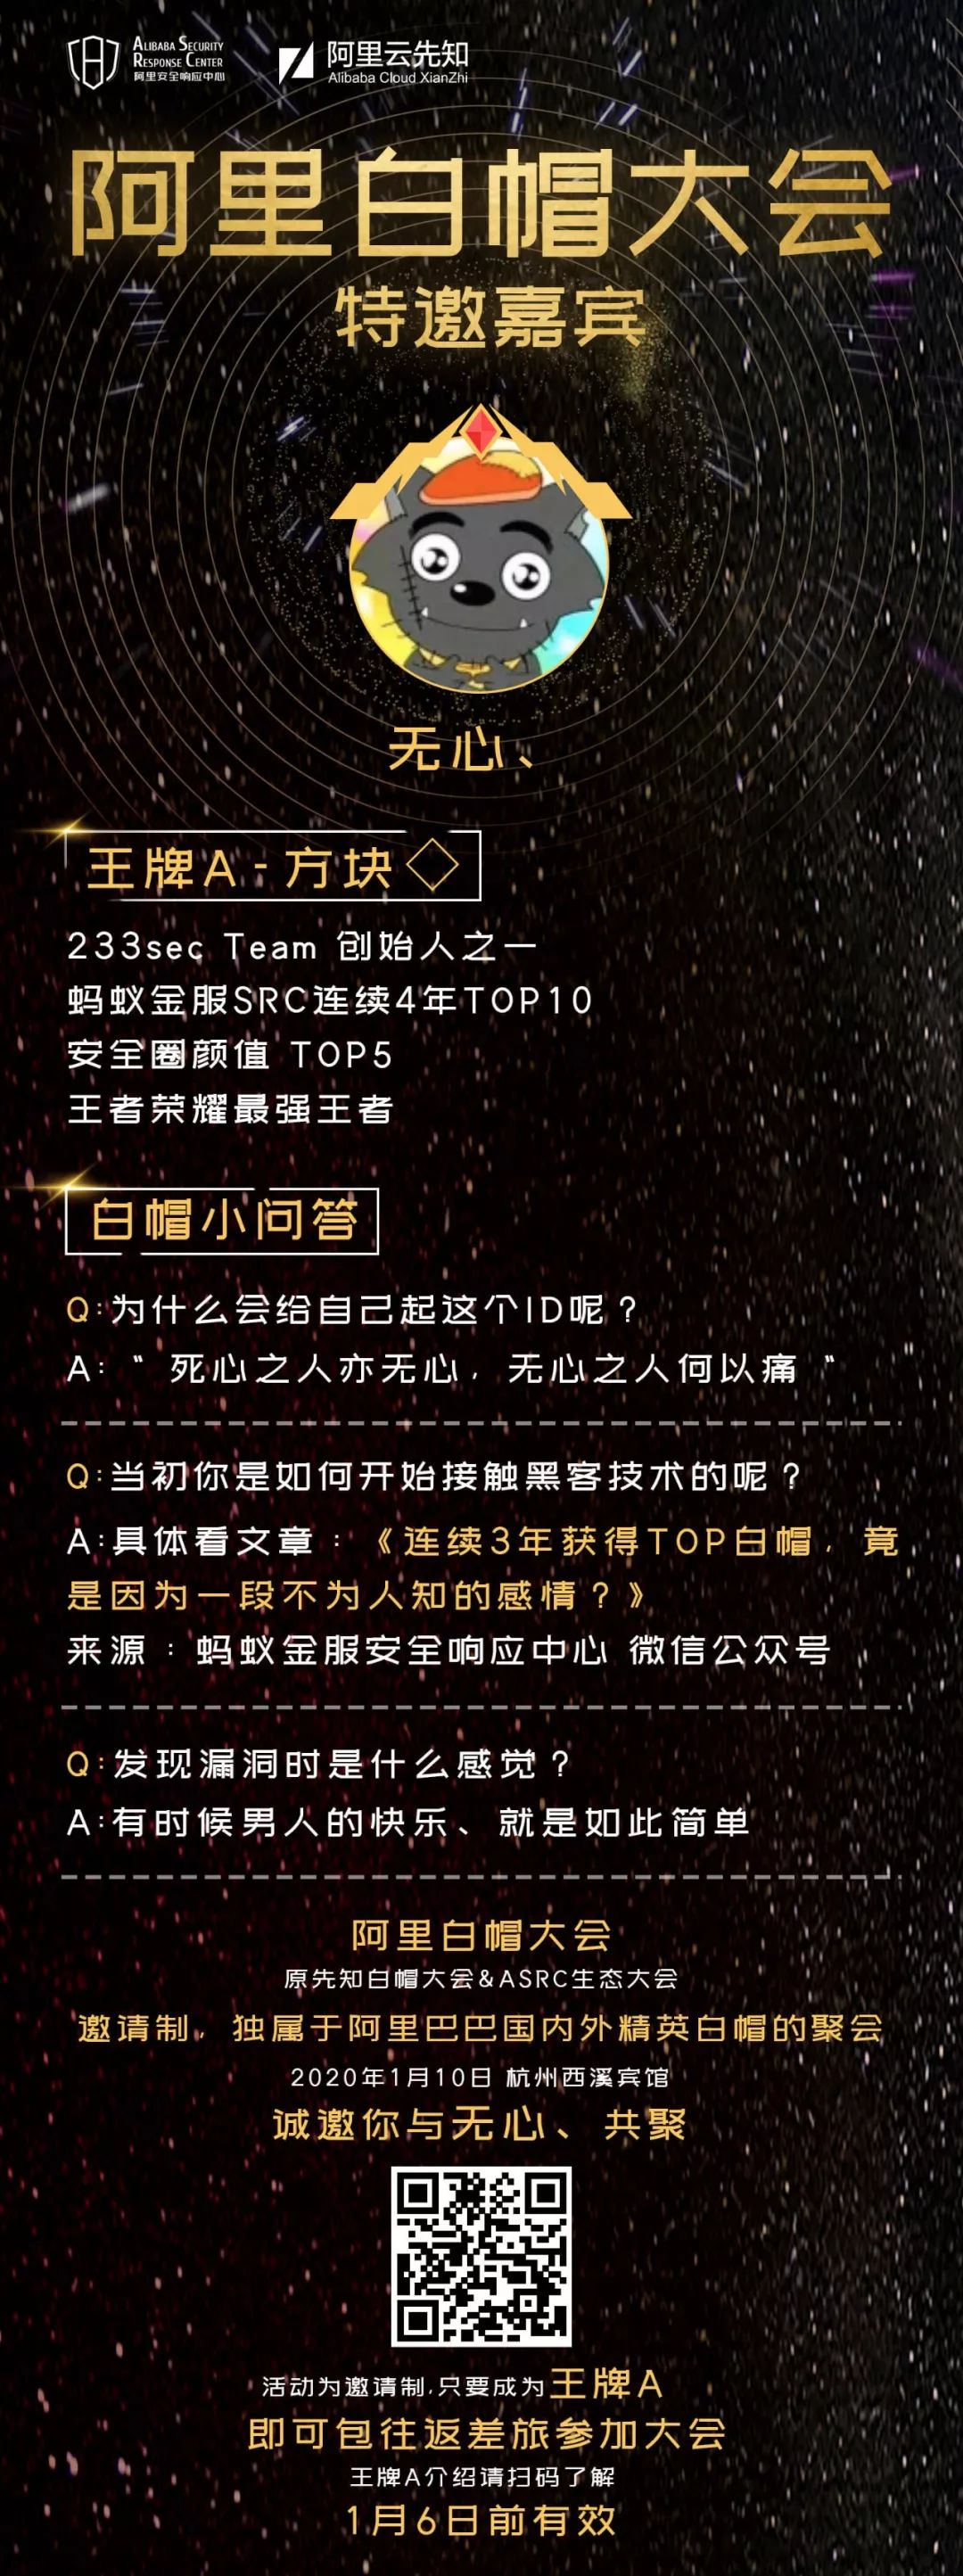 ALIBABA SECURITY
RESPONSE CENTER
阿里安全响应中心
阿里云先知
Alibaba Cloud XianZhi
阿里白帽大会
特邀嘉宾
无心、
王牌A-方块◇
233sec Team 创始人之一
蚂蚁金服SRC连续4年TOP10
安全圈颜值 TOP5
王者荣耀最强王者
白帽小问答
Q:为什么会给自己起这个ID呢？
A:“ 死心之人亦无心，无心之人何以痛 “
Q:当初你是如何开始接触黑客技术的呢？
A:具体看文章：《连续3年获得TOP白帽，竟
是因为一段不为人知的感情？》
来源：蚂蚁金服安全响应中心 微信公众号
Q:发现漏洞时是什么感觉？
A:有时候男人的快乐、就是如此简单
阿里白帽大会
原先知白帽大会&ASRC生态大会
邀请制，独属于阿里巴巴国内外精英白帽的聚会
2020年1月10日 杭州西溪宾馆
诚邀你与无心、共聚
活动为邀请制,只要成为王牌A
即可包往返差旅参加大会
王牌A介绍请扫码了解
1月6日前有效